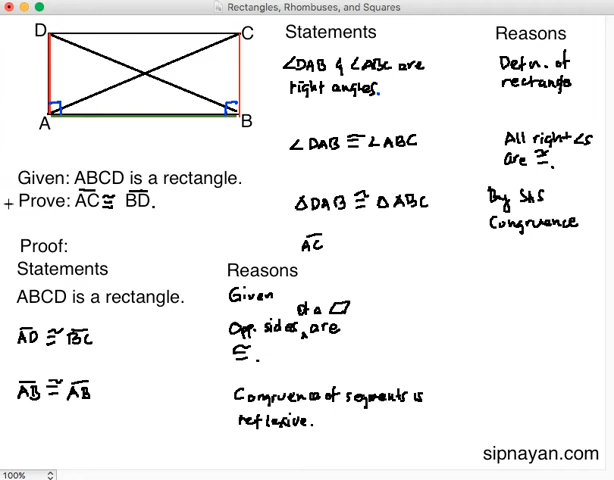 Rectangles, Rhombuses, and Squares
D
C
A
B
Given: ABCD is a rectangle.
+ Prove: AC ≅ BD.
Proof:
Statements
Reasons
ABCD is a rectangle.
Given
AD ≅ BC
Opp. sides of a ▱ are
≅.
AB ≅ AB
Congruence of segments is
reflexive.
Statements
Reasons
∠DAB & ∠ABC are
right angles.
Defn. of
rectangle
∠DAB ≅ ∠ABC
All right ∠s
are ≅.
ΔDAB ≅ ΔABC
By SAS
Congruence
AC
sipnayan.com
100%